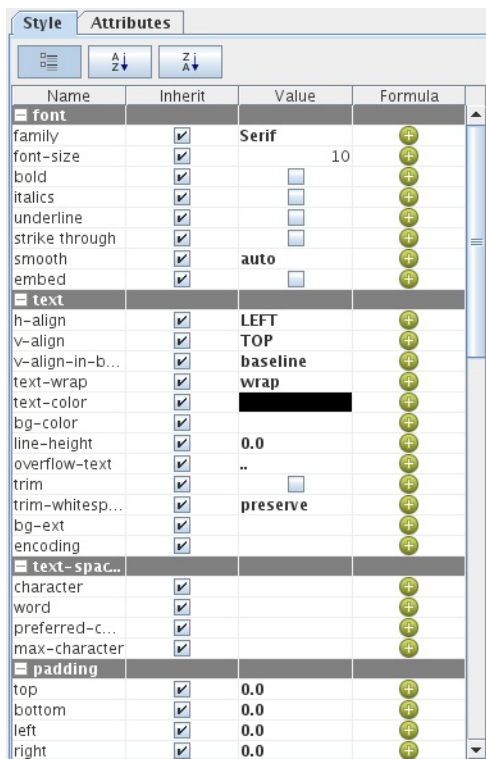 Style Attributes
A Z Z A
Name Inherit Value Formula
font
family Serif
font-size 10
bold
italics
underline
strike through
smooth auto
embed
text
h-align LEFT
v-align TOP
v-align-in-b...
baseline
text-wrap wrap
text-color
bg-color
line-height 0.0
overflow-text ..
trim
trim-whitesp... preserve
bg-ext
encoding
text-spac...
character
word
preferred-c...
max-character
padding
top 0.0
bottom 0.0
left 0.0
right 0.0